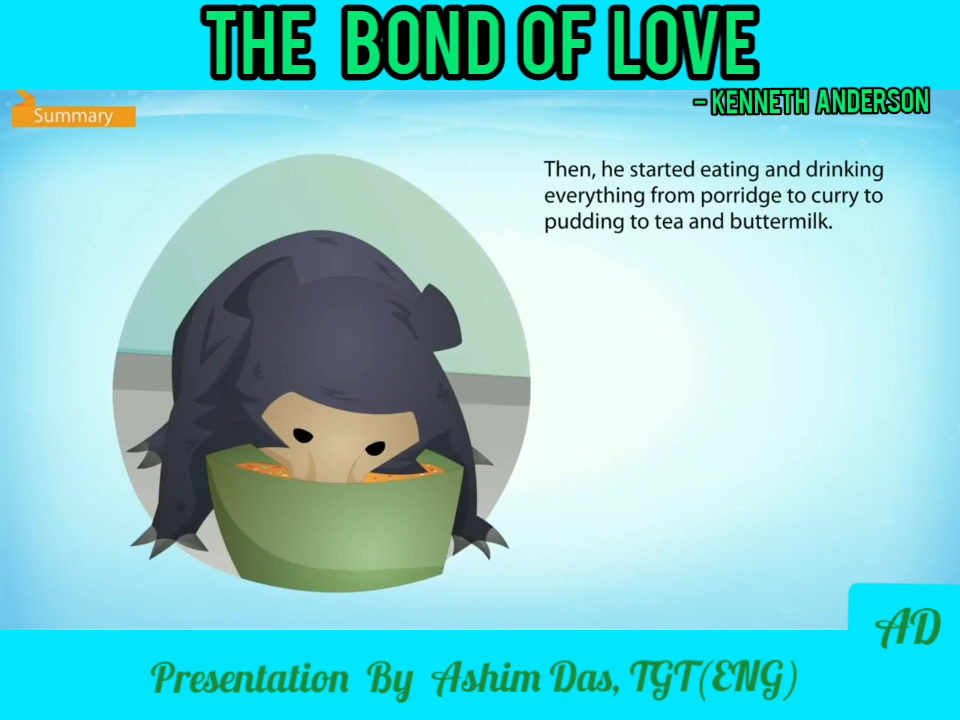 THE BOND OF LOVE
- KENNETH ANDERSON
Summary
Then, he started eating and drinking
everything from porridge to curry to
pudding to tea and buttermilk.
AD
Presentation By Ashim Das, TGT(ENG)